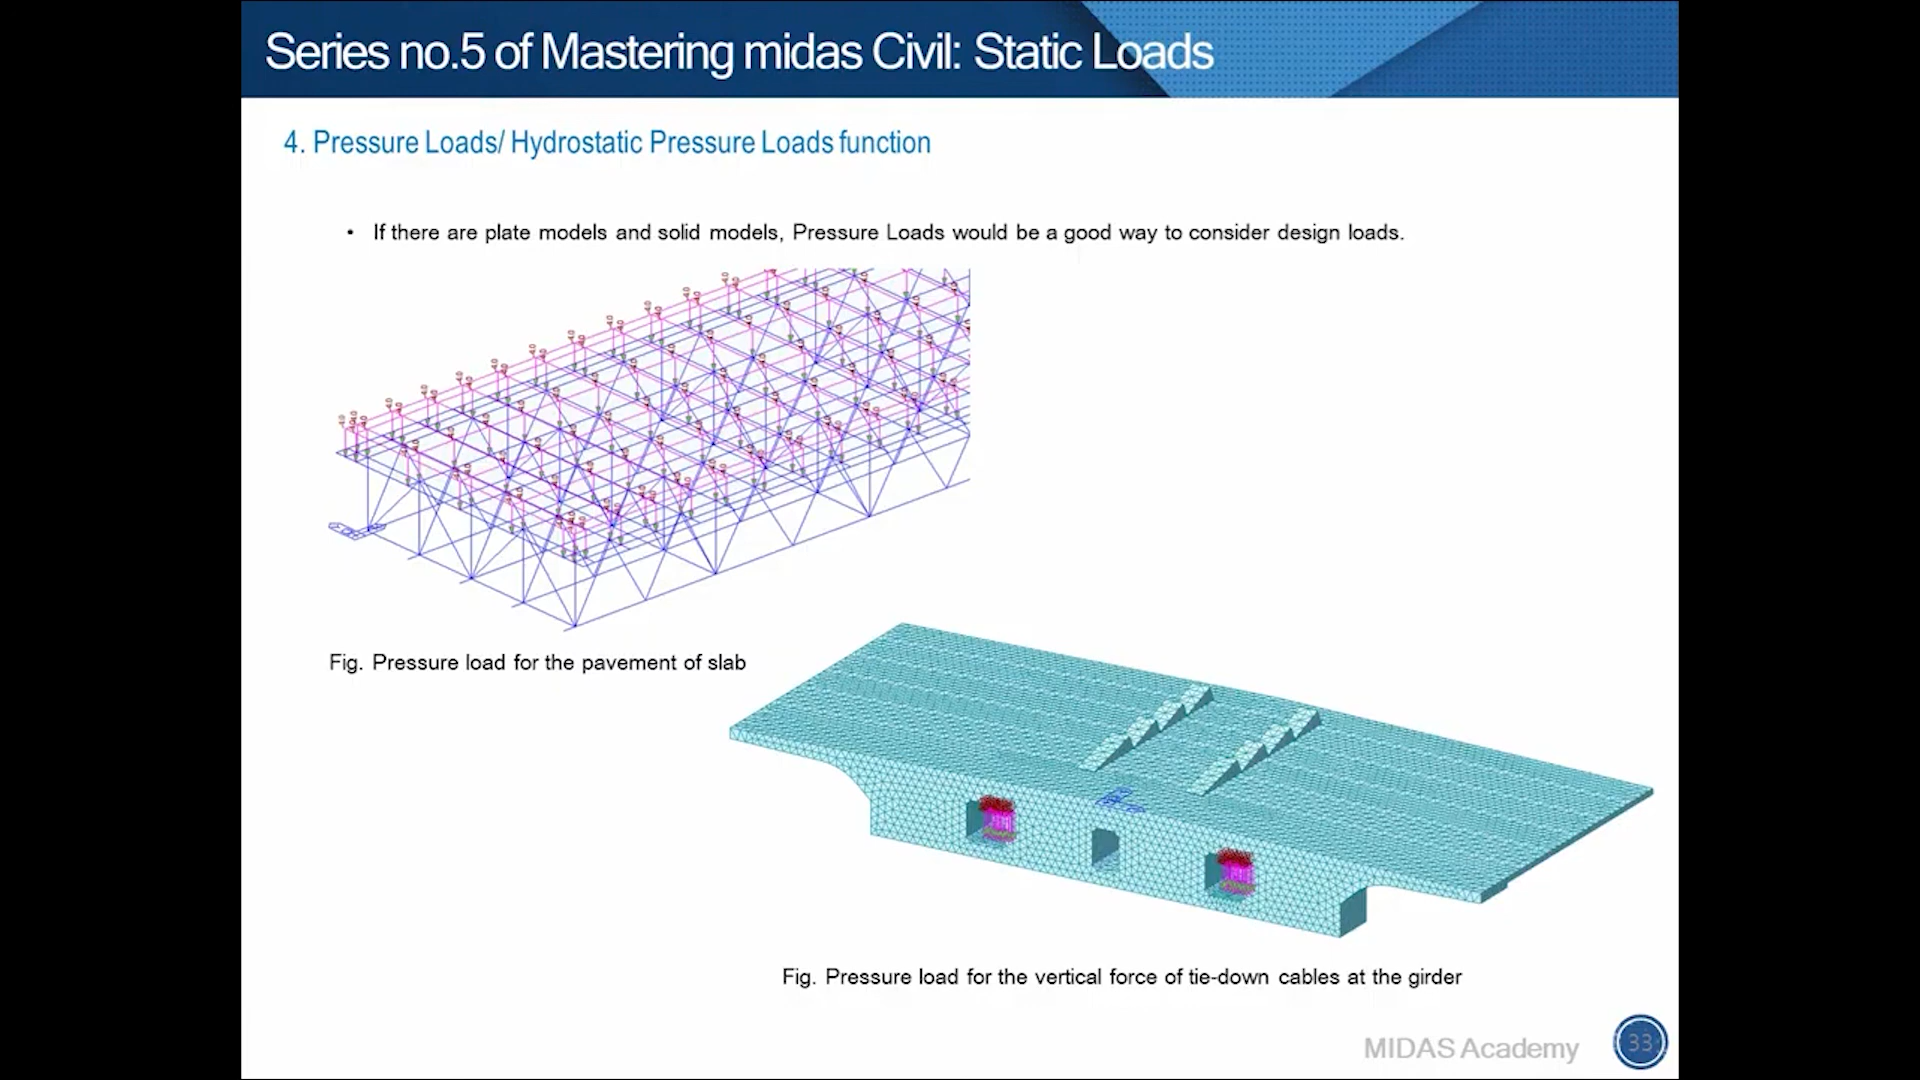 Series no.5 of Mastering midas Civil: Static Loads
4. Pressure Loads/ Hydrostatic Pressure Loads function
• If there are plate models and solid models, Pressure Loads would be a good way to consider design loads.
Fig. Pressure load for the pavement of slab
Fig. Pressure load for the vertical force of tie-down cables at the girder
MIDAS Academy
33